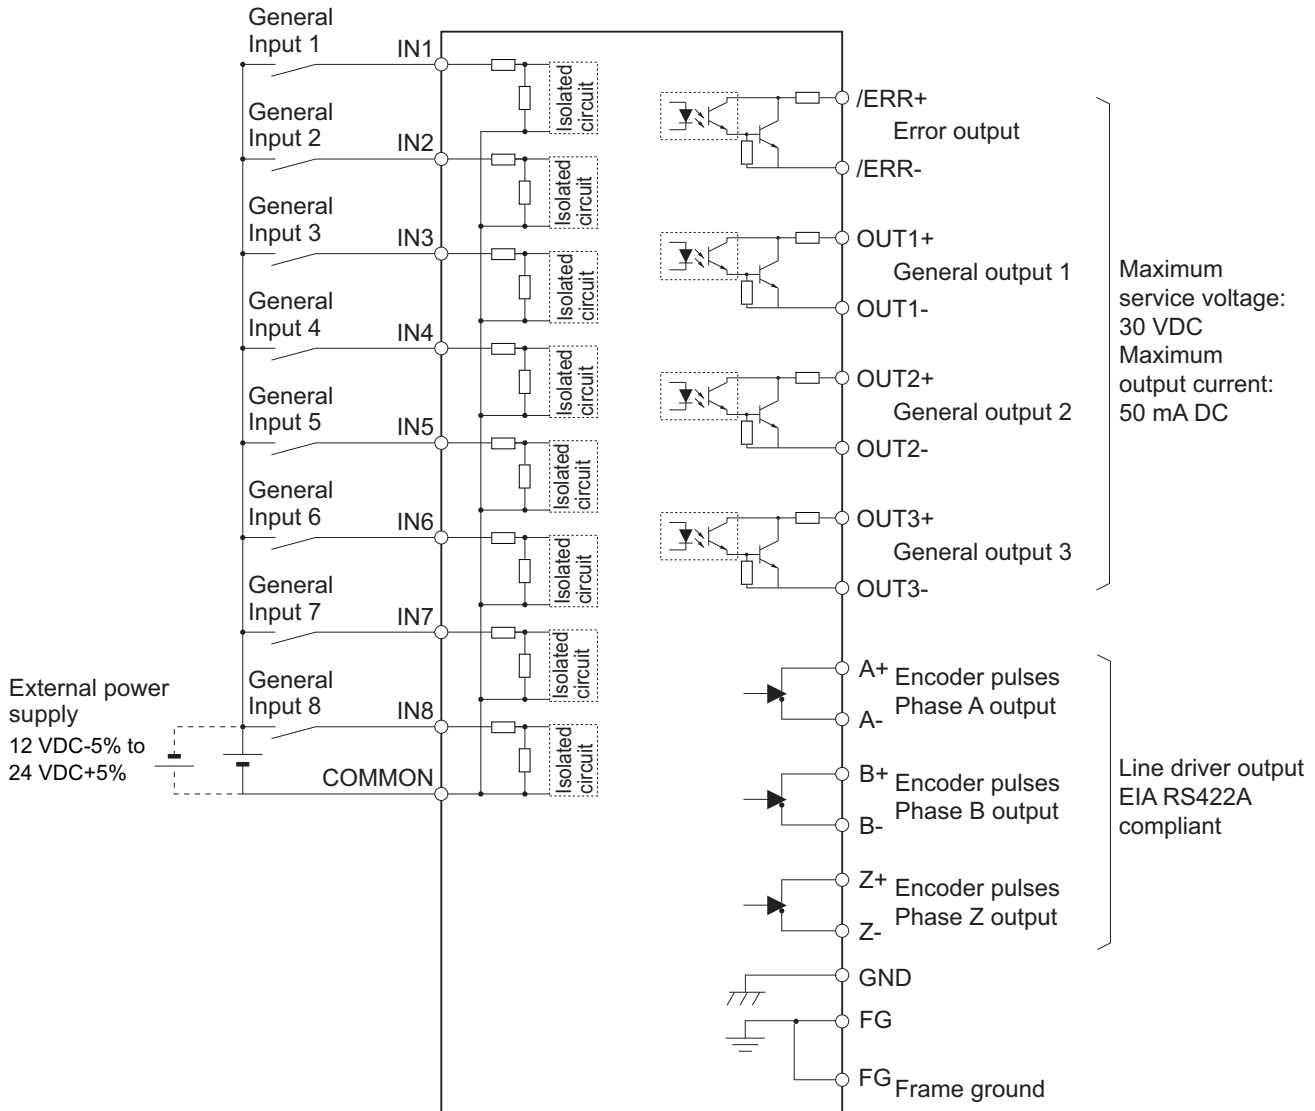 General
Input 1
IN1
General
Input 2
IN2
General
Input 3
IN3
General
Input 4
IN4
General
Input 5
IN5
General
Input 6
IN6
General
Input 7
IN7
General
Input 8
IN8
COMMON
External power
supply
12 VDC-5% to
24 VDC+5%
Isolated
circuit
Isolated
circuit
Isolated
circuit
Isolated
circuit
Isolated
circuit
Isolated
circuit
Isolated
circuit
Isolated
circuit
/ERR+
Error output
/ERR-
OUT1+
General output 1
OUT1-
OUT2+
General output 2
OUT2-
OUT3+
General output 3
OUT3-
Maximum
service voltage:
30 VDC
Maximum
output current:
50 mA DC
A+
Encoder pulses
Phase A output
A-
B+
Encoder pulses
Phase B output
B-
Z+
Encoder pulses
Phase Z output
Z-
Line driver output
EIA RS422A
compliant
GND
FG
FG
Frame ground